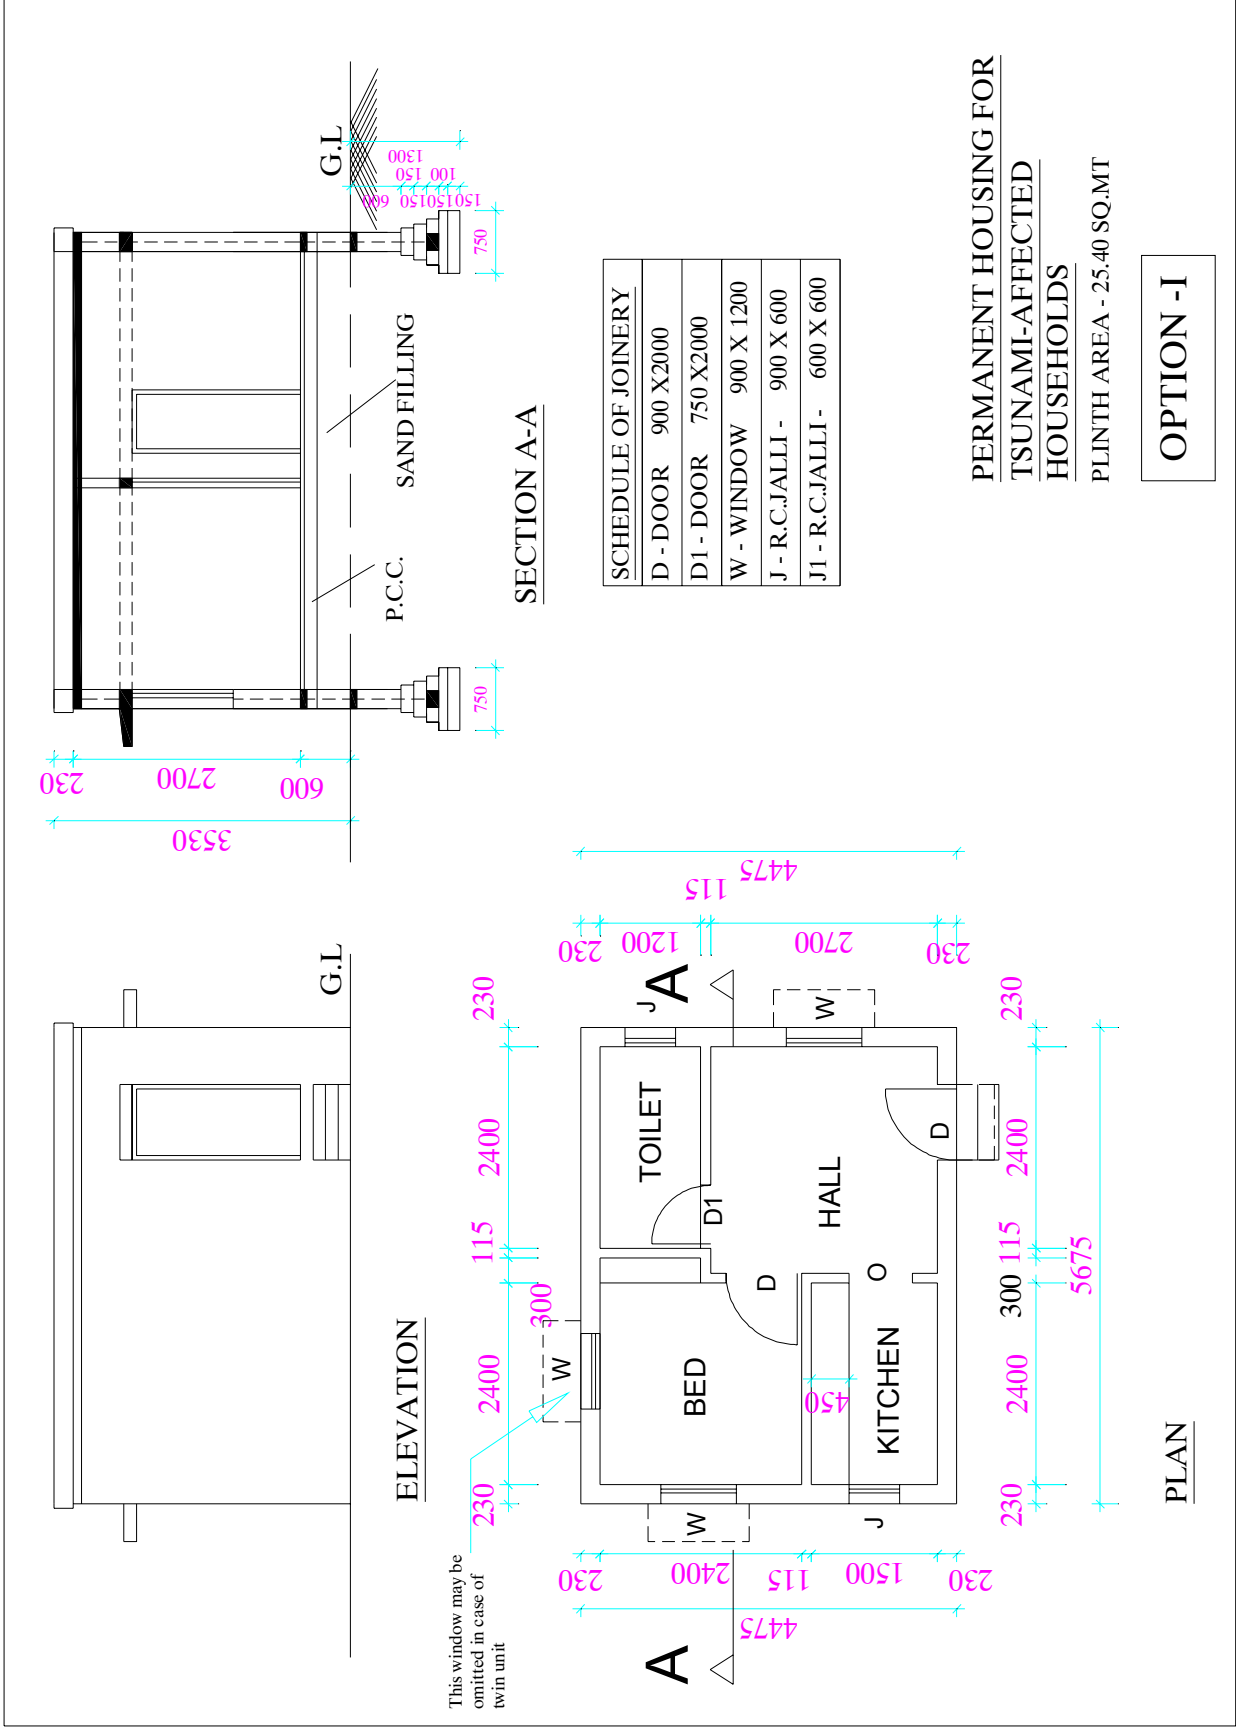 G.L
ELEVATION
3530
230
2700
600
G.L
1300
600
150
150
150
100
150
750
750
P.C.C.
SAND FILLING
SECTION A-A
This window may be
omitted in case of
twin unit
230
2400
300
115
2400
230
W
W
W
J
J
BED
TOILET
HALL
KITCHEN
D
D1
D
O
450
A
A
4475
230
2400
115
1500
230
4475
230
1200
115
2700
230
230
2400
300
115
2400
230
5675
PLAN
SCHEDULE OF JOINERY
D - DOOR 900 X2000
D1 - DOOR 750 X2000
W - WINDOW 900 X 1200
J - R.C.JALLI - 900 X 600
J1 - R.C.JALLI - 600 X 600
PERMANENT HOUSING FOR
TSUNAMI-AFFECTED
HOUSEHOLDS
PLINTH AREA - 25.40 SQ.MT
OPTION -I